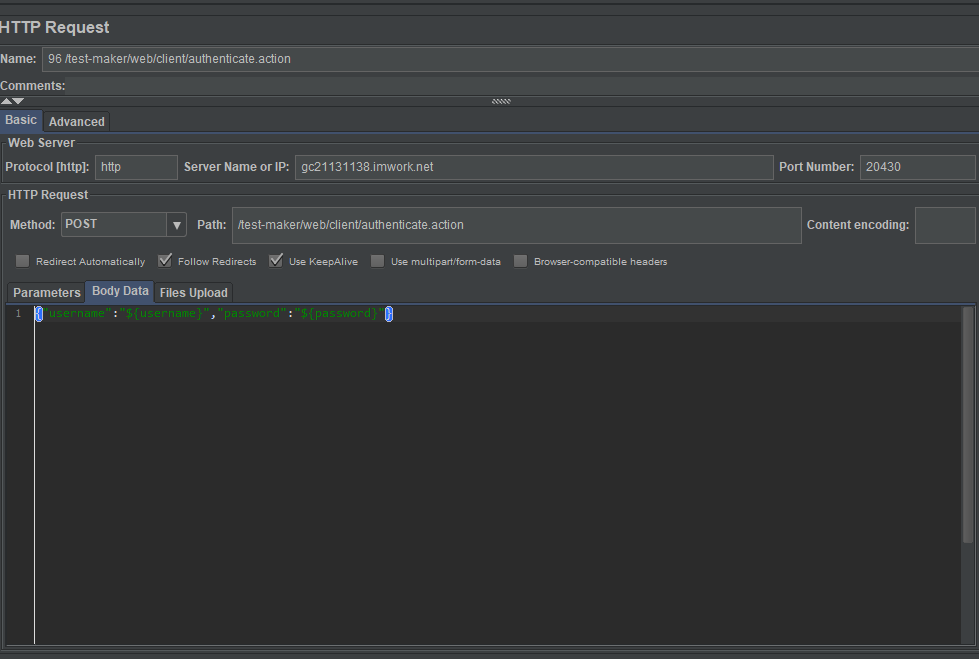 HTTP Request
Name: 96 /test-maker/web/client/authenticate.action
Comments:
Basic Advanced
Web Server
Protocol [http]: http Server Name or IP: gc21131138.imwork.net Port Number: 20430
HTTP Request
Method: POST Path: /test-maker/web/client/authenticate.action Content encoding:
Redirect Automatically Follow Redirects Use KeepAlive Use multipart/form-data Browser-compatible headers
Parameters Body Data Files Upload
1 {"username":"${username}","password":"${password}"}